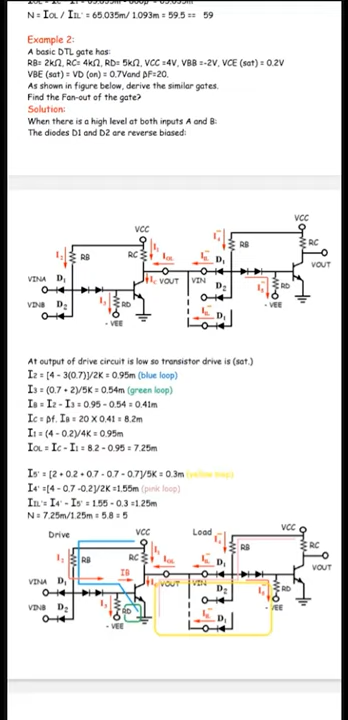 N = IOL / IIL' = 65.035m/ 1.093m = 59.5 == 59
Example 2:
A basic DTL gate has:
RB= 2kΩ, RC= 4kΩ, RD= 5kΩ, VCC =4V, VBB =-2V, VCE (sat) = 0.2V
VBE (sat) = VD (on) = 0.7Vand βF=20.
As shown in figure below, derive the similar gates.
Find the Fan-out of the gate?
Solution:
When there is a high level at both inputs A and B:
The diodes D1 and D2 are reverse biased:
VCC
VCC
RB
RC
RB
RC
D1
VOUT
VINA D1
VOUT
VIN
D2
RD
VINB D2
RD
- VEE
- VEE
D1
At output of drive circuit is low so transistor drive is (sat.)
I2 = [4 - 3(0.7)]/2K = 0.95m (blue loop)
I3 = (0.7 + 2)/5K = 0.54m (green loop)
IB = I2 - I3 = 0.95 - 0.54 = 0.41m
IC = βf. IB = 20 X 0.41 = 8.2m
I1 = (4 - 0.2)/4K = 0.95m
IOL = IC - I1 = 8.2 - 0.95 = 7.25m
I5' = [2 + 0.2 + 0.7 - 0.7 - 0.7]/5K = 0.3m (yellow loop)
I4' =[4 - 0.7 -0.2]/2K =1.55m (pink loop)
IIL'= I4' - I5' = 1.55 - 0.3 =1.25m
N = 7.25m/1.25m = 5.8 = 5
Drive
VCC
Load
VCC
RB
RC
RB
RC
D1
IB
VOUT
VINA D1
VOUT
VIN
D2
RD
VINB D2
RD
- VEE
- VEE
D1